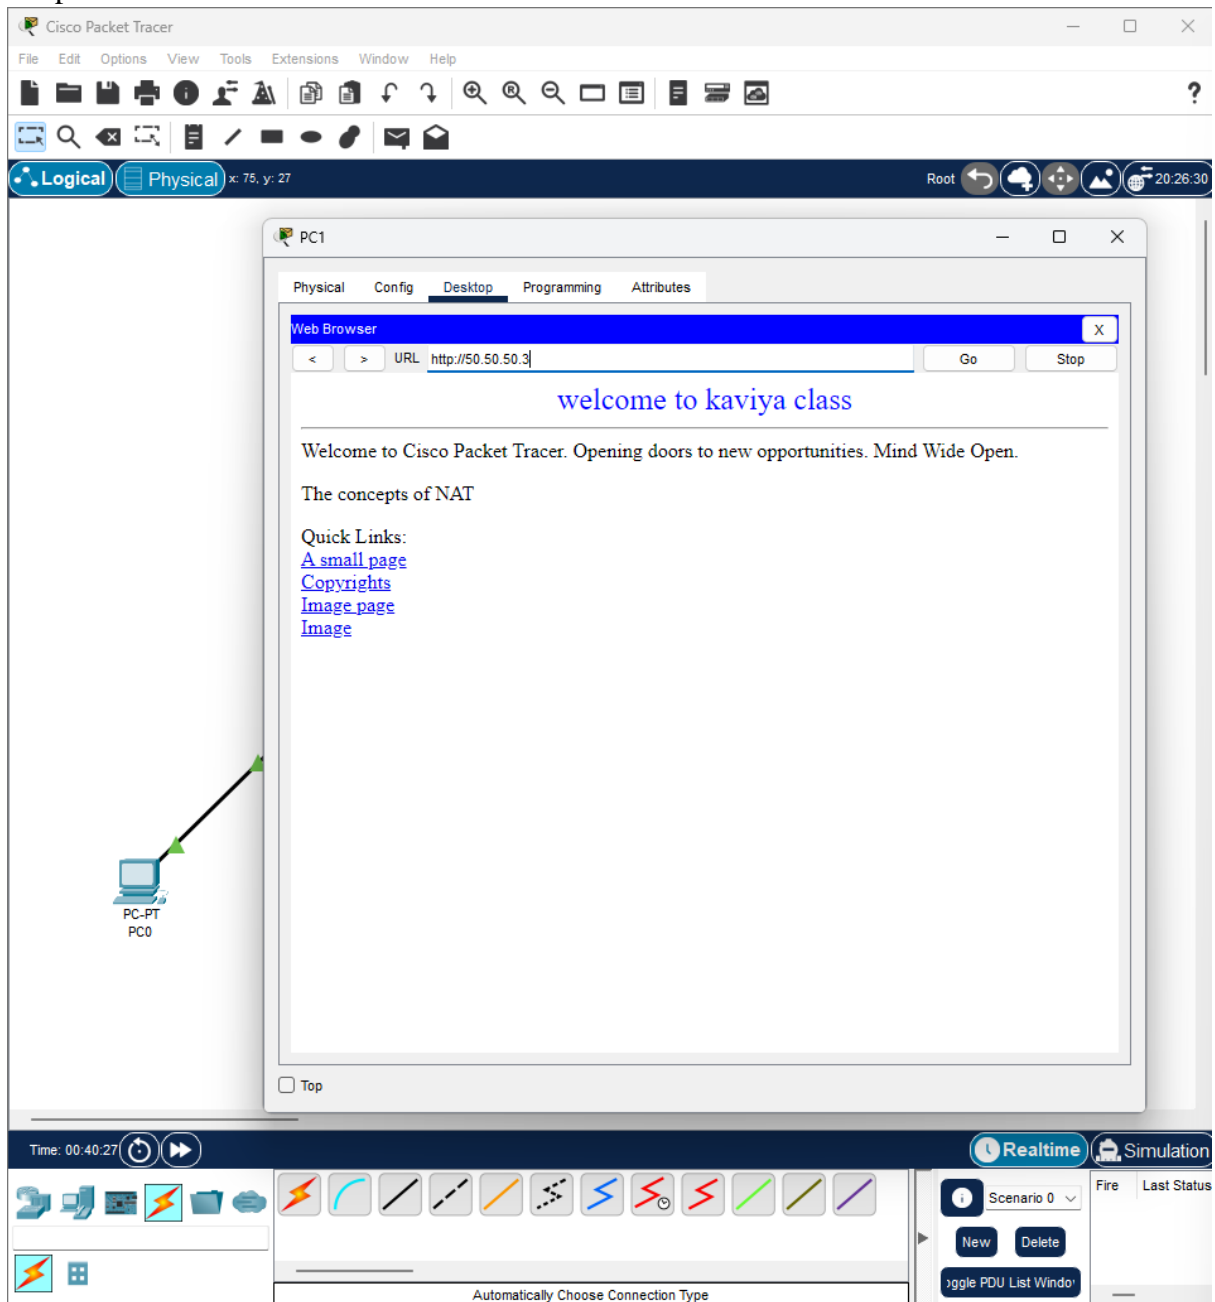 Cisco Packet Tracer
File Edit Options View Tools Extensions Window Help
?
Logical Physical x: 75, y: 27 Root 20:26:30
PC1
Physical Config Desktop Programming Attributes
Web Browser X
< > URL http://50.50.50.3 Go Stop
welcome to kaviya class
Welcome to Cisco Packet Tracer. Opening doors to new opportunities. Mind Wide Open.
The concepts of NAT
Quick Links:
A small page
Copyrights
Image page
Image
PC-PT
PC0
Top
Time: 00:40:27 Realtime Simulation
Scenario 0 Fire Last Status
New Delete
oggle PDU List Windo
Automatically Choose Connection Type